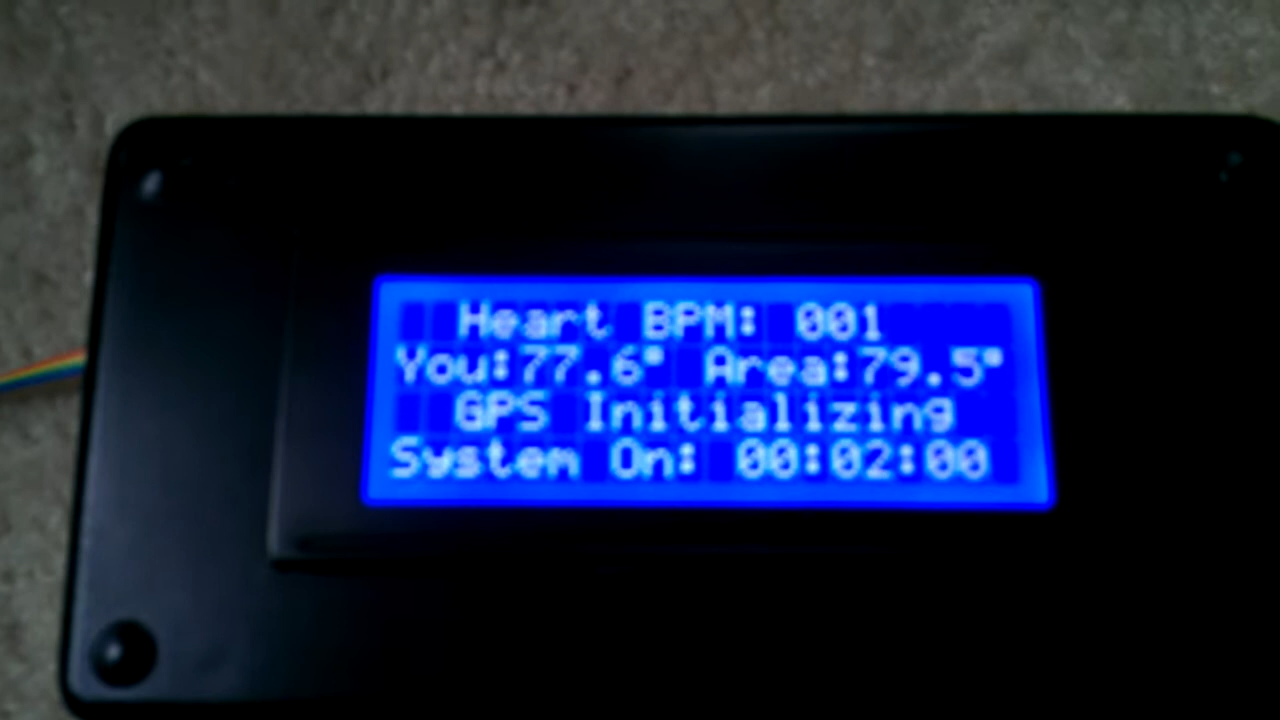 Heart BPM: 001
You:77.6° Area:79.5°
GPS Initializing
System On: 00:02:00